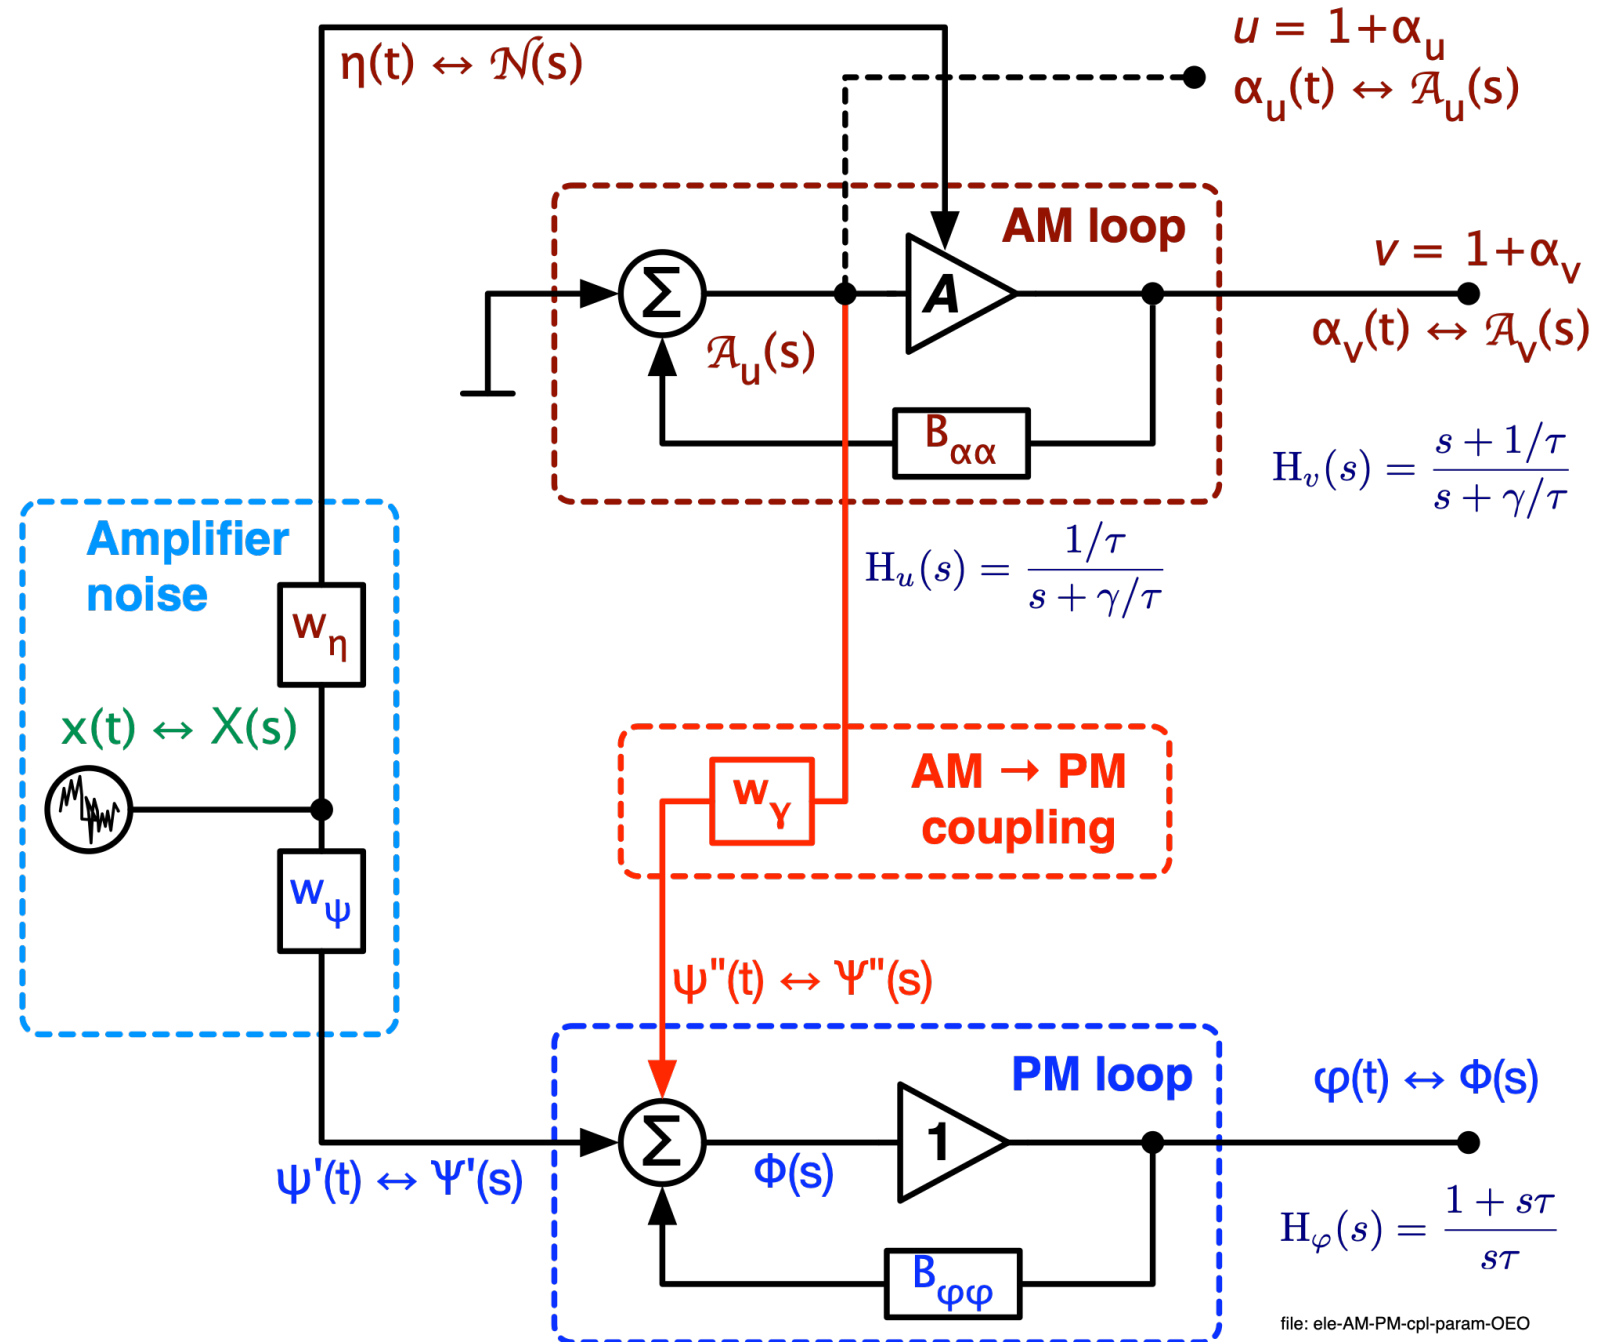 η(t) ↔ 𝒩(s)
u = 1+α_u
α_u(t) ↔ 𝒜_u(s)
AM loop
Σ
A
𝒜_u(s)
v = 1+α_v
α_v(t) ↔ 𝒜_v(s)
B_αα
H_v(s) = (s + 1/τ)/(s + γ/τ)
Amplifier
noise
H_u(s) = (1/τ)/(s + γ/τ)
w_η
x(t) ↔ X(s)
w_γ
AM → PM
coupling
w_ψ
ψ"(t) ↔ Ψ"(s)
PM loop
φ(t) ↔ Φ(s)
Σ
1
ψ'(t) ↔ Ψ'(s)
Φ(s)
H_φ(s) = (1 + sτ)/(sτ)
B_φφ
file: ele-AM-PM-cpl-param-OEO